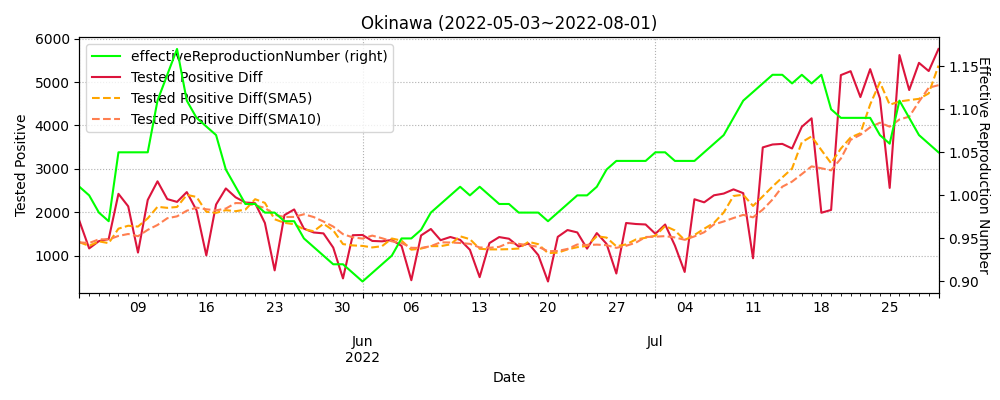 Okinawa (2022-05-03~2022-08-01)
effectiveReproductionNumber (right)
Tested Positive Diff
Tested Positive Diff(SMA5)
Tested Positive Diff(SMA10)
Tested Positive
6000
5000
4000
3000
2000
1000
Effective Reproduction Number
1.15
1.10
1.05
1.00
0.95
0.90
09 16 23 30 06 13 20 27 04 11 18 25
Jun Jul
2022
Date